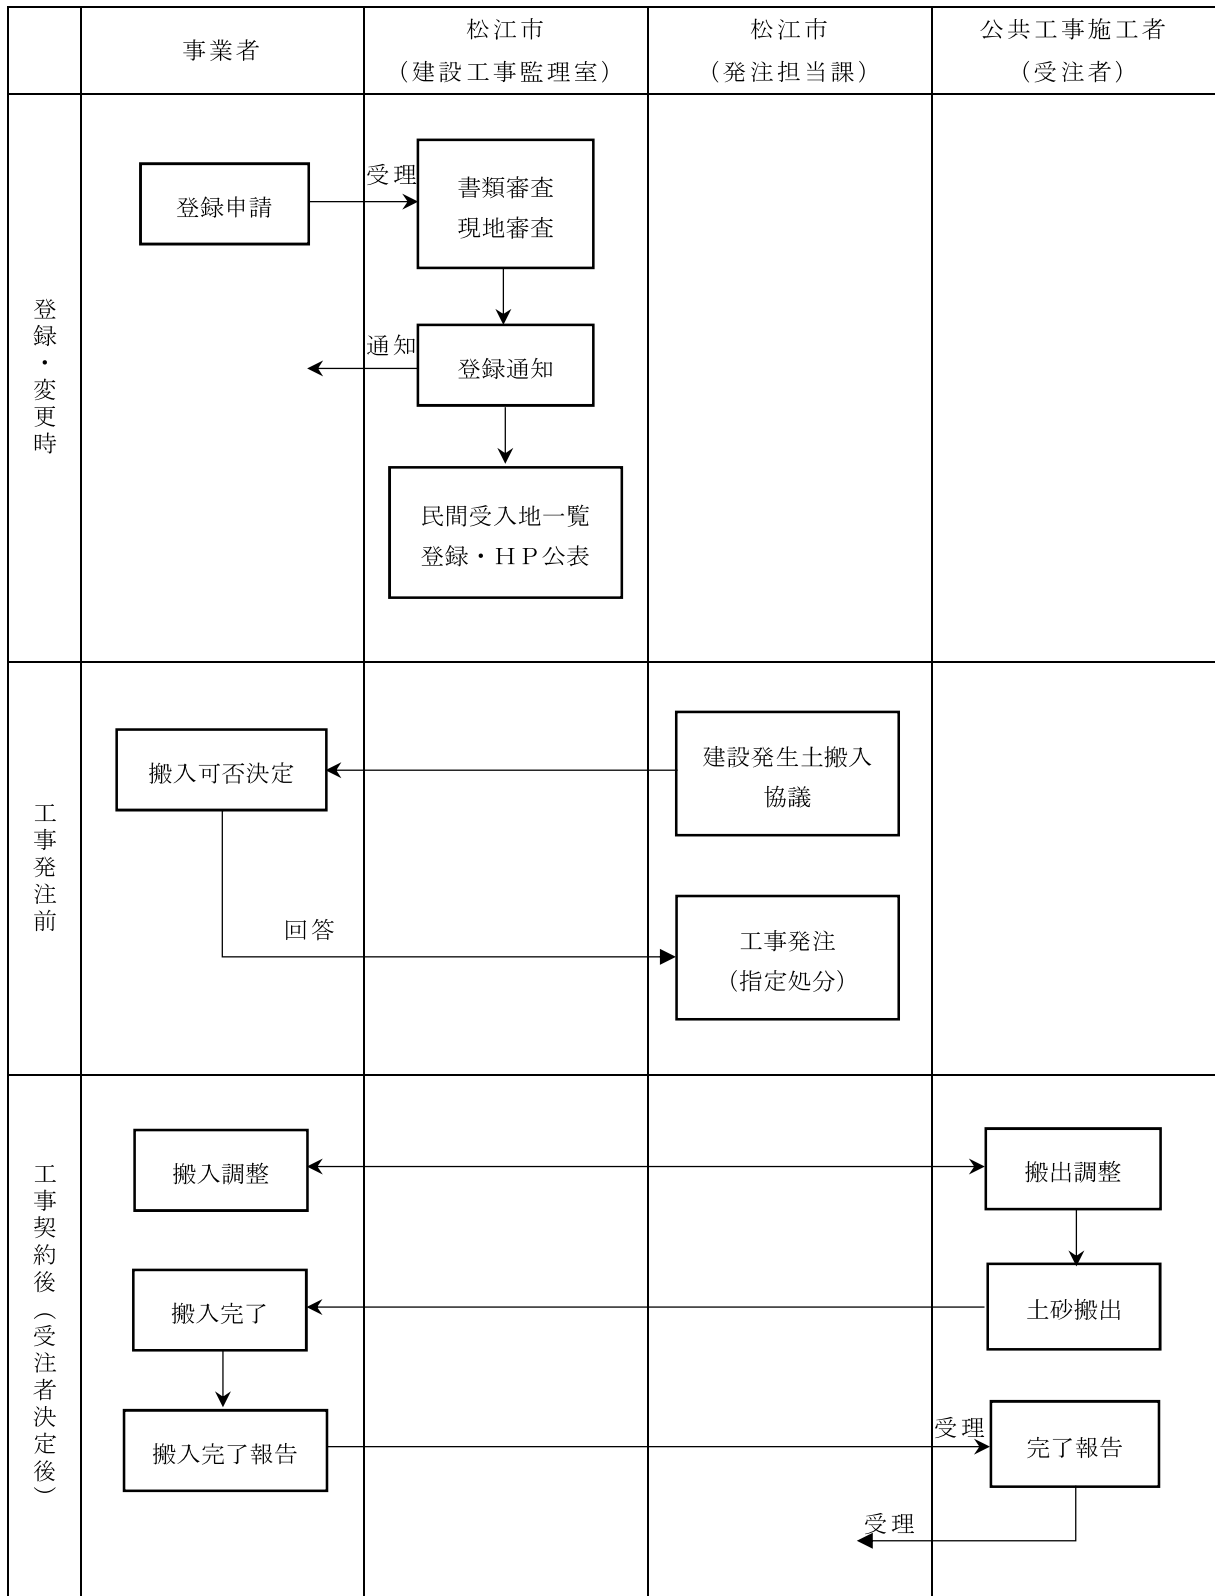 事業者
松江市
（建設工事監理室）
松江市
（発注担当課）
公共工事施工者
（受注者）
登録・変更時
登録申請
受理
書類審査
現地審査
通知
登録通知
民間受入地一覧
登録・ＨＰ公表
工事発注前
搬入可否決定
建設発生土搬入
協議
回答
工事発注
（指定処分）
工事契約後（受注者決定後）
搬入調整
搬出調整
搬入完了
土砂搬出
搬入完了報告
受理
完了報告
受理